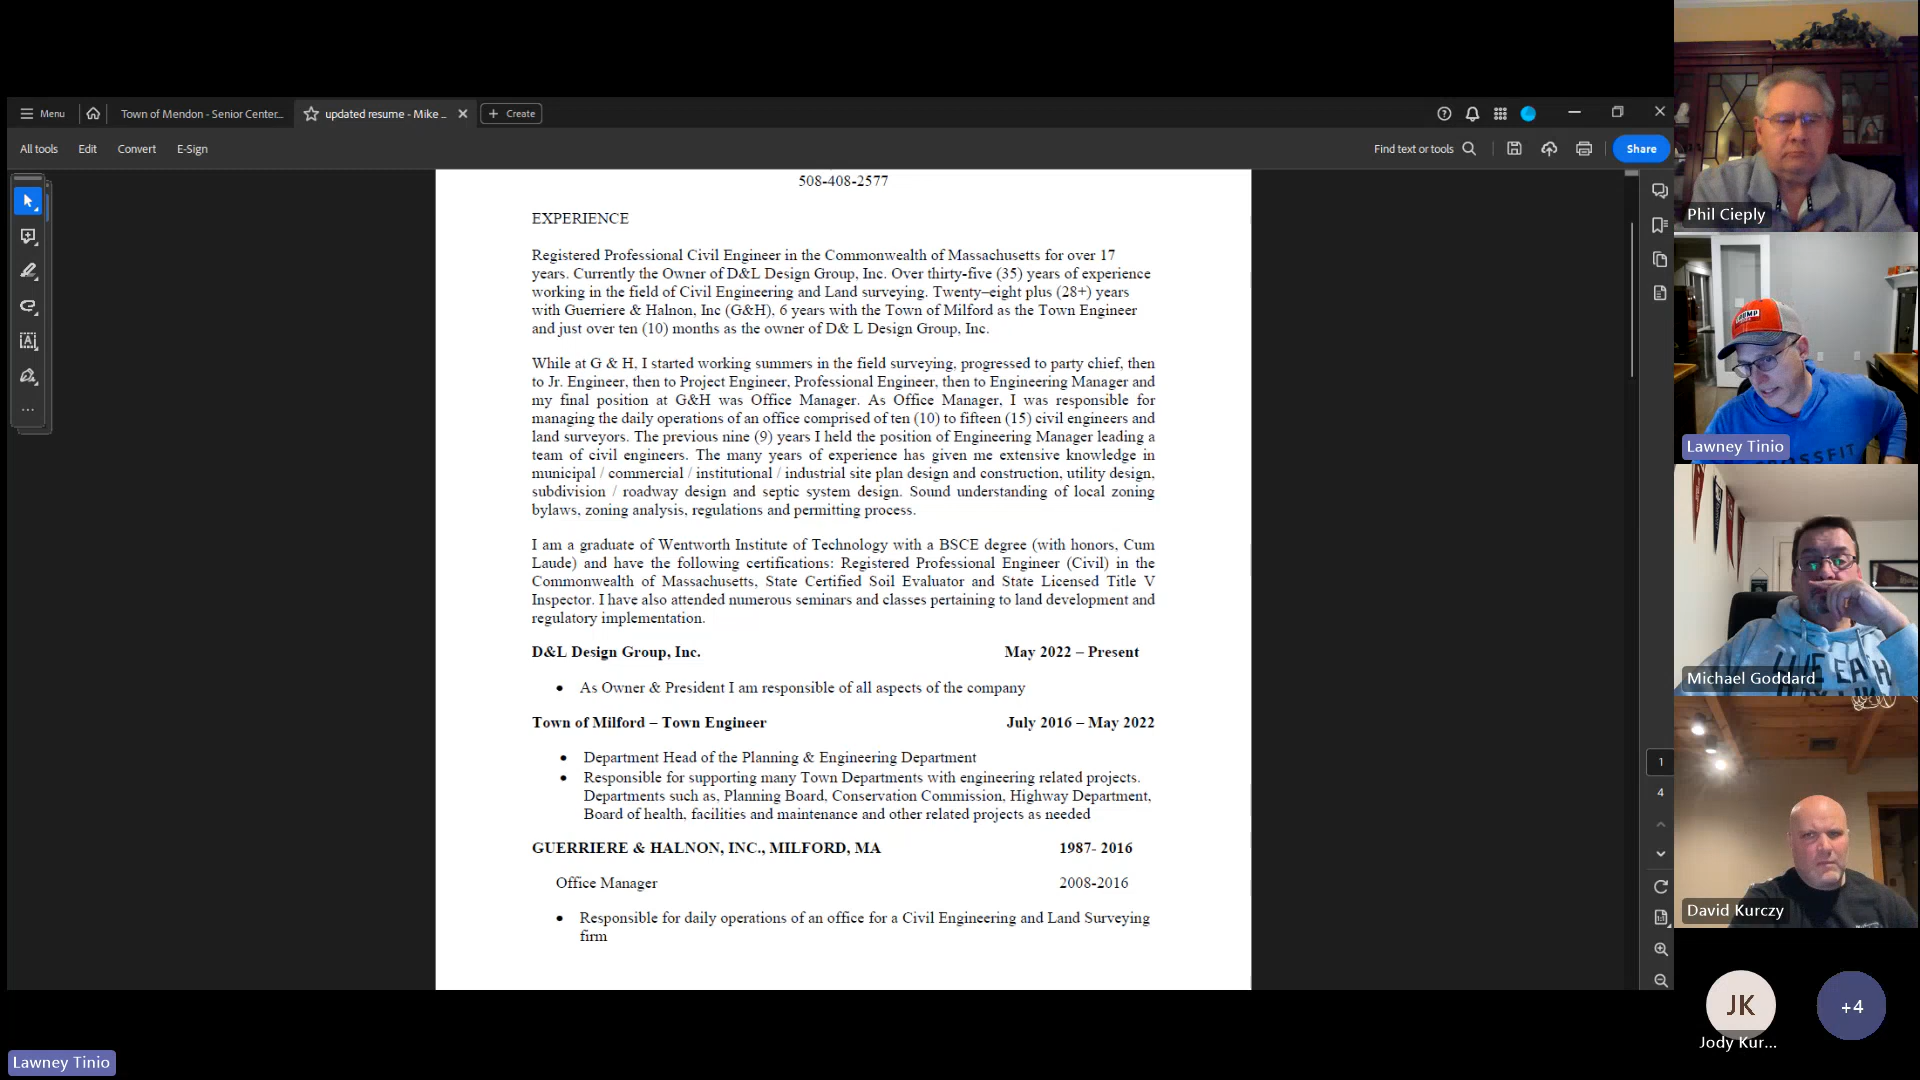 Menu
Town of Mendon - Senior Center...
updated resume - Mike ...
Create
All tools
Edit
Convert
E-Sign
Find text or tools
Share
508-408-2577
EXPERIENCE
Registered Professional Civil Engineer in the Commonwealth of Massachusetts for over 17
years. Currently the Owner of D&L Design Group, Inc. Over thirty-five (35) years of experience
working in the field of Civil Engineering and Land surveying. Twenty–eight plus (28+) years
with Guerriere & Halnon, Inc (G&H), 6 years with the Town of Milford as the Town Engineer
and just over ten (10) months as the owner of D& L Design Group, Inc.
While at G & H, I started working summers in the field surveying, progressed to party chief, then
to Jr. Engineer, then to Project Engineer, Professional Engineer, then to Engineering Manager and
my final position at G&H was Office Manager. As Office Manager, I was responsible for
managing the daily operations of an office comprised of ten (10) to fifteen (15) civil engineers and
land surveyors. The previous nine (9) years I held the position of Engineering Manager leading a
team of civil engineers. The many years of experience has given me extensive knowledge in
municipal / commercial / institutional / industrial site plan design and construction, utility design,
subdivision / roadway design and septic system design. Sound understanding of local zoning
bylaws, zoning analysis, regulations and permitting process.
I am a graduate of Wentworth Institute of Technology with a BSCE degree (with honors, Cum
Laude) and have the following certifications: Registered Professional Engineer (Civil) in the
Commonwealth of Massachusetts, State Certified Soil Evaluator and State Licensed Title V
Inspector. I have also attended numerous seminars and classes pertaining to land development and
regulatory implementation.
D&L Design Group, Inc. May 2022 – Present
• As Owner & President I am responsible of all aspects of the company
Town of Milford – Town Engineer July 2016 – May 2022
• Department Head of the Planning & Engineering Department
• Responsible for supporting many Town Departments with engineering related projects.
Departments such as, Planning Board, Conservation Commission, Highway Department,
Board of health, facilities and maintenance and other related projects as needed
GUERRIERE & HALNON, INC., MILFORD, MA 1987- 2016
Office Manager 2008-2016
• Responsible for daily operations of an office for a Civil Engineering and Land Surveying
firm
1
4
Phil Cieply
Lawney Tinio
Michael Goddard
David Kurczy
JK
Jody Kur...
+4
Lawney Tinio